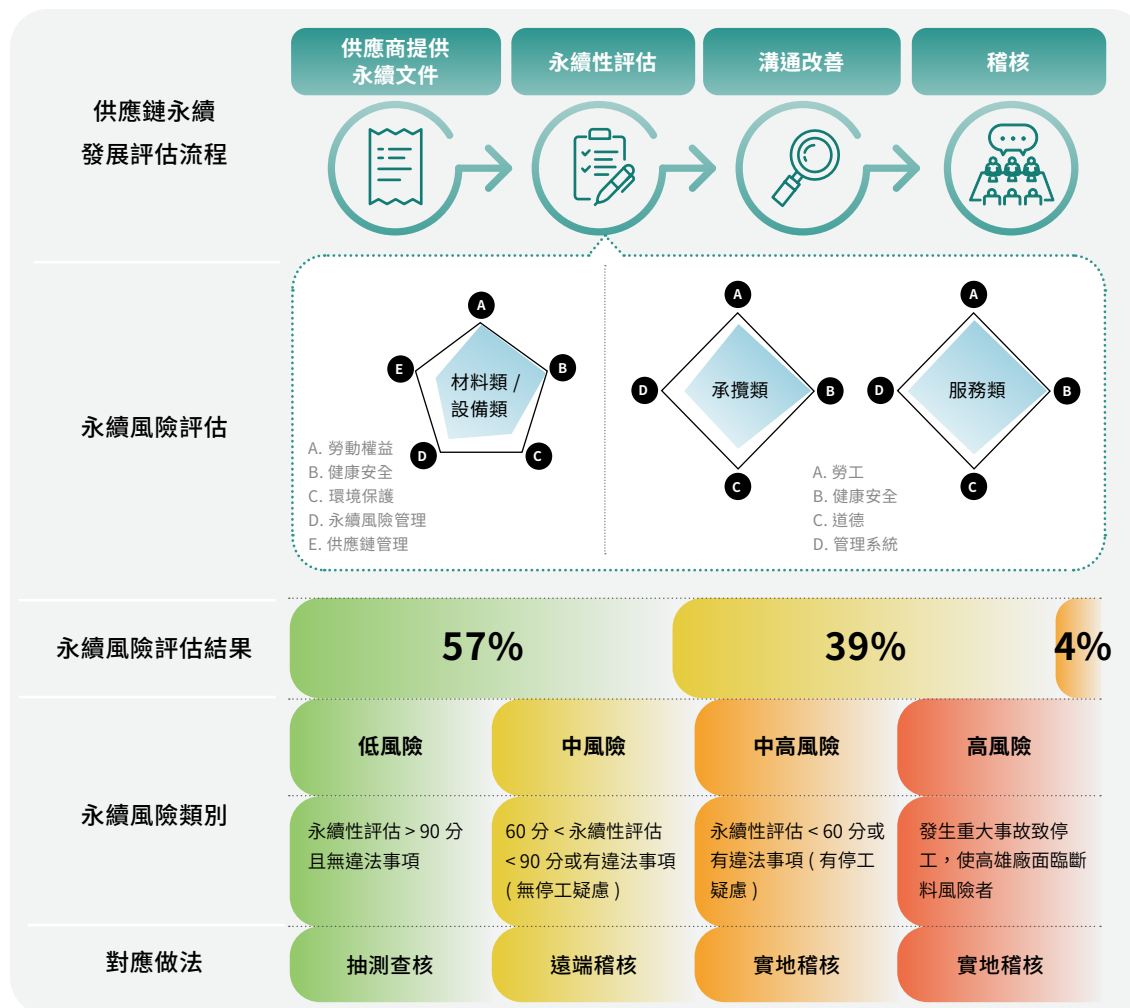 供應鏈永續
發展評估流程
供應商提供
永續文件
永續性評估
溝通改善
稽核
永續風險評估
A
B
C
D
E
材料類 /
設備類
A. 勞動權益
B. 健康安全
C. 環境保護
D. 永續風險管理
E. 供應鏈管理
A
B
C
D
承攬類
A
B
C
D
服務類
A. 勞工
B. 健康安全
C. 道德
D. 管理系統
永續風險評估結果
57%
39%
4%
永續風險類別
低風險
中風險
中高風險
高風險
永續性評估 > 90 分
且無違法事項
60 分 < 永續性評估
< 90 分或有違法事項
( 無停工疑慮 )
永續性評估 < 60 分或
有違法事項 ( 有停工
疑慮 )
發生重大事故致停
工，使高雄廠面臨斷
料風險者
對應做法
抽測查核
遠端稽核
實地稽核
實地稽核